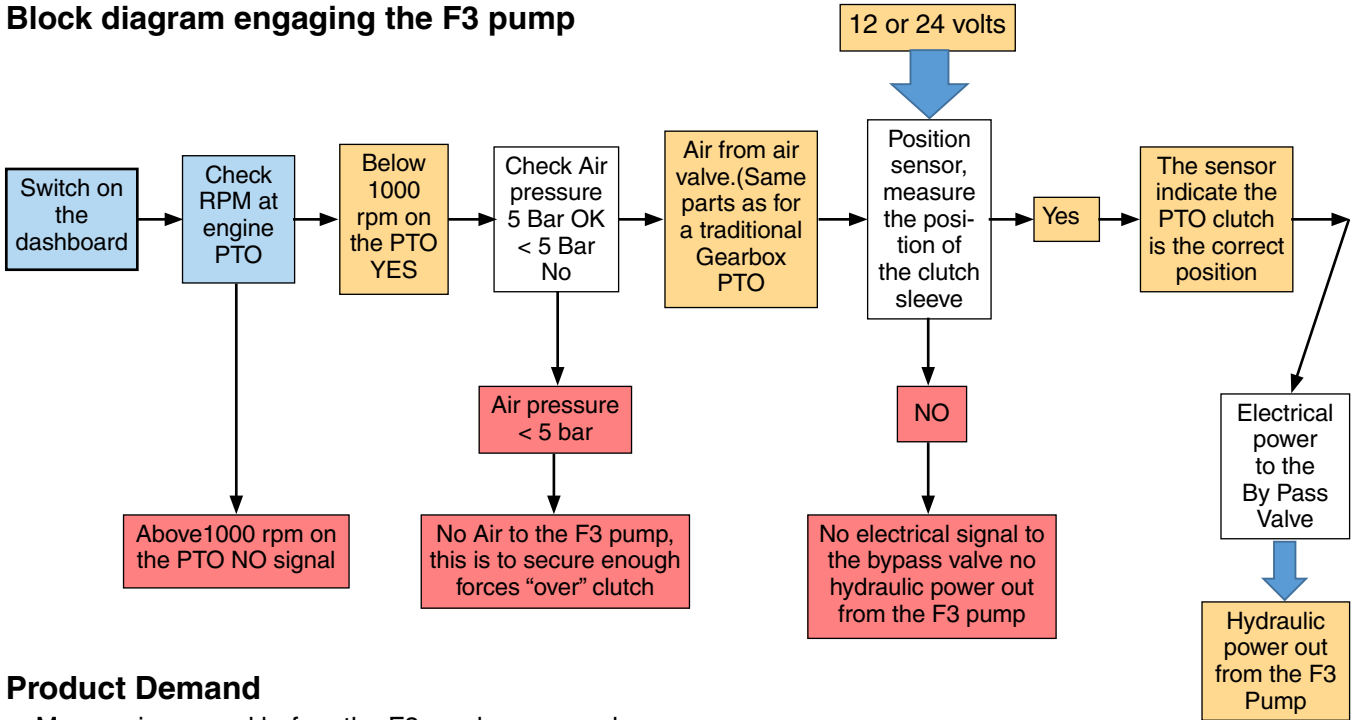 Block diagram engaging the F3 pump
12 or 24 volts
Switch on
the
dashboard
Check
RPM at
engine
PTO
Below
1000
rpm on
the PTO
YES
Check Air
pressure
5 Bar OK
< 5 Bar
No
Air from air
valve.(Same
parts as for
a traditional
Gearbox
PTO
Position
sensor,
measure
the posi-
tion of
the clutch
sleeve
Yes
The sensor
indicate the
PTO clutch
is the correct
position
Air pressure
< 5 bar
NO
Electrical
power
to the
By Pass
Valve
Above1000 rpm on
the PTO NO signal
No Air to the F3 pump,
this is to secure enough
forces “over” clutch
No electrical signal to
the bypass valve no
hydraulic power out
from the F3 pump
Hydraulic
power out
from the F3
Pump
Product Demand